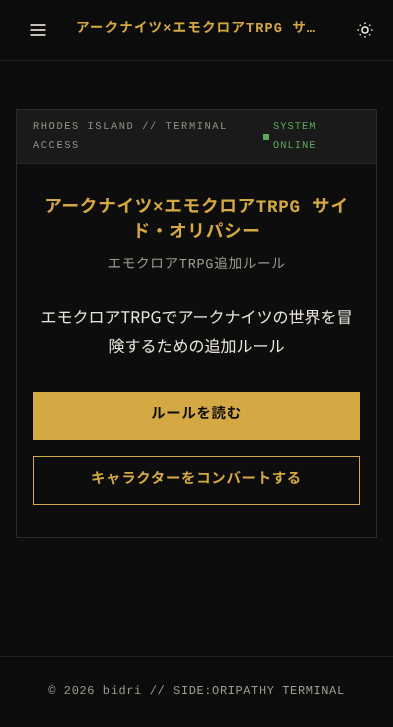 アークナイツ×エモクロアTRPG サ…
RHODES ISLAND // TERMINAL
ACCESS
SYSTEM
ONLINE
アークナイツ×エモクロアTRPG サイ
ド・オリパシー
エモクロアTRPG追加ルール
エモクロアTRPGでアークナイツの世界を冒
険するための追加ルール
ルールを読む
キャラクターをコンバートする
© 2026 bidri // SIDE:ORIPATHY TERMINAL